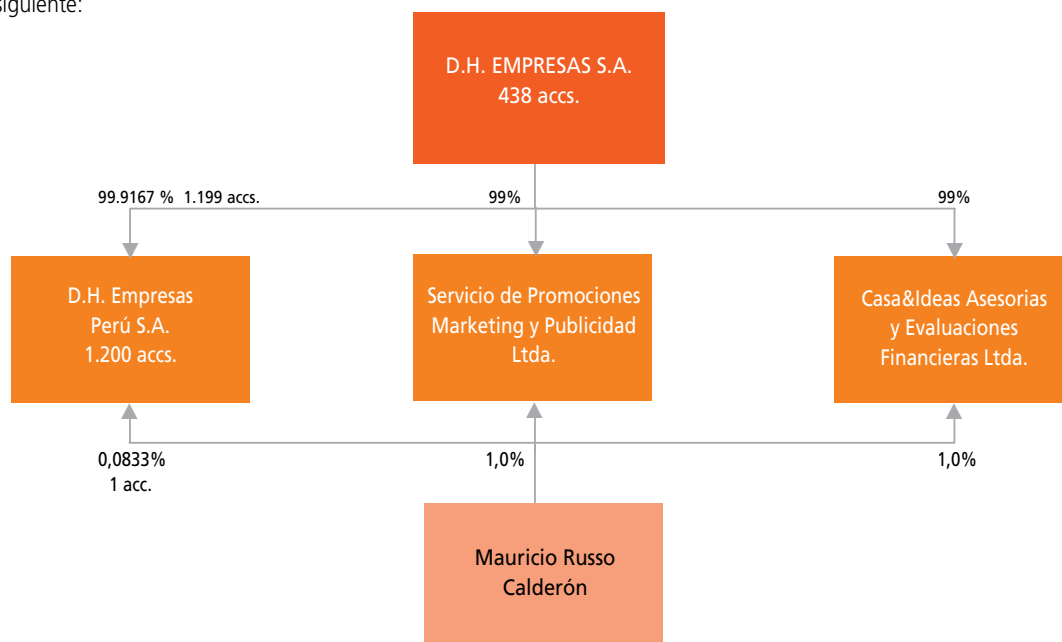 siguiente:
D.H. EMPRESAS S.A.
438 accs.
99.9167 % 1.199 accs.
99%
99%
D.H. Empresas
Perú S.A.
1.200 accs.
Servicio de Promociones
Marketing y Publicidad
Ltda.
Casa&Ideas Asesorias
y Evaluaciones
Financieras Ltda.
0,0833%
1 acc.
1,0%
1,0%
Mauricio Russo
Calderón